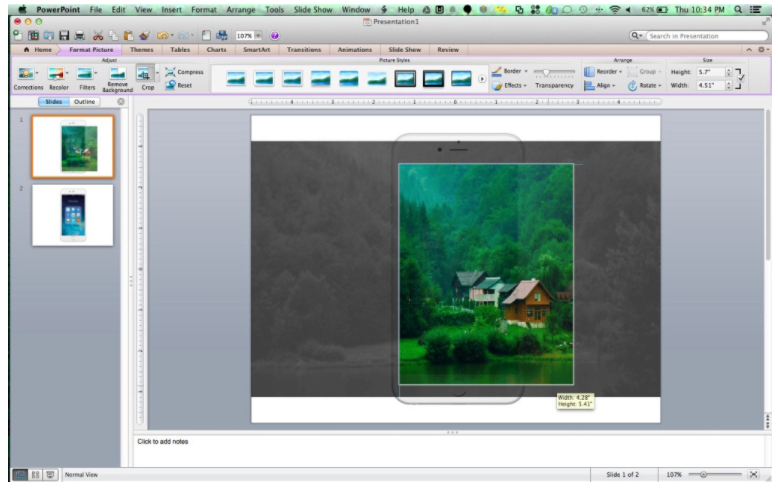 PowerPoint File Edit View Insert Format Arrange Tools Slide Show Window Help 62% Thu 10:34 PM
Presentation1
107% Search in Presentation
Home Format Picture Themes Tables Charts SmartArt Transitions Animations Slide Show Review
Adjust Picture Styles Arrange Size
Corrections Recolor Filters Remove Background Crop Compress Reset
Border Effects Transparency
Reorder Align Group Rotate
Height: 5.7"
Width: 4.51"
Slides Outline
1
2
Width: 4.28"
Height: 5.41"
Click to add notes
Normal View Slide 1 of 2 107%